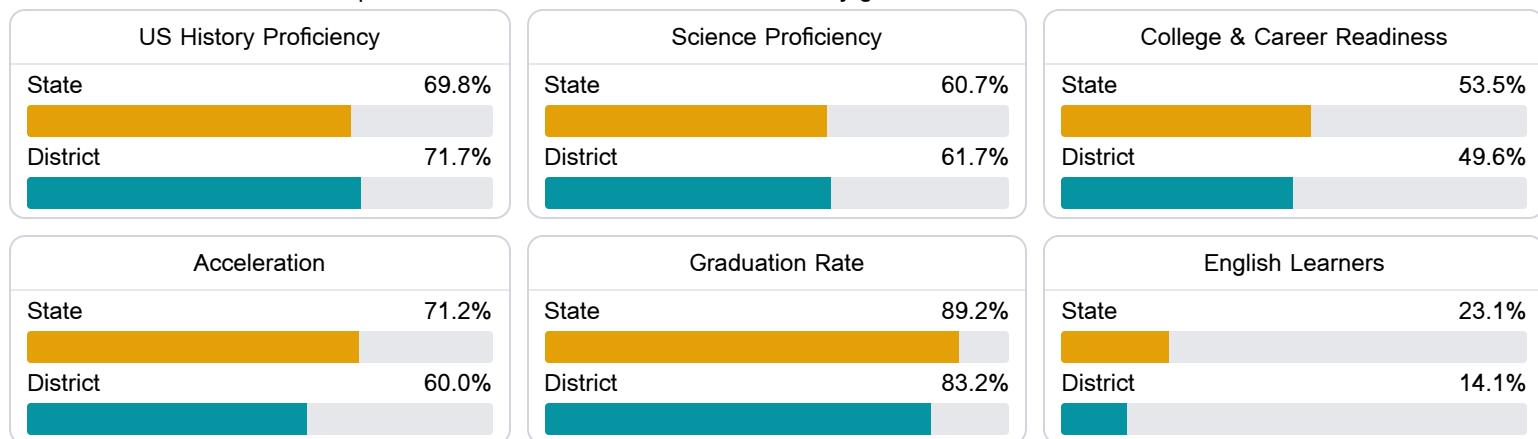 US History Proficiency
State 69.8%
District 71.7%
Science Proficiency
State 60.7%
District 61.7%
College & Career Readiness
State 53.5%
District 49.6%
Acceleration
State 71.2%
District 60.0%
Graduation Rate
State 89.2%
District 83.2%
English Learners
State 23.1%
District 14.1%